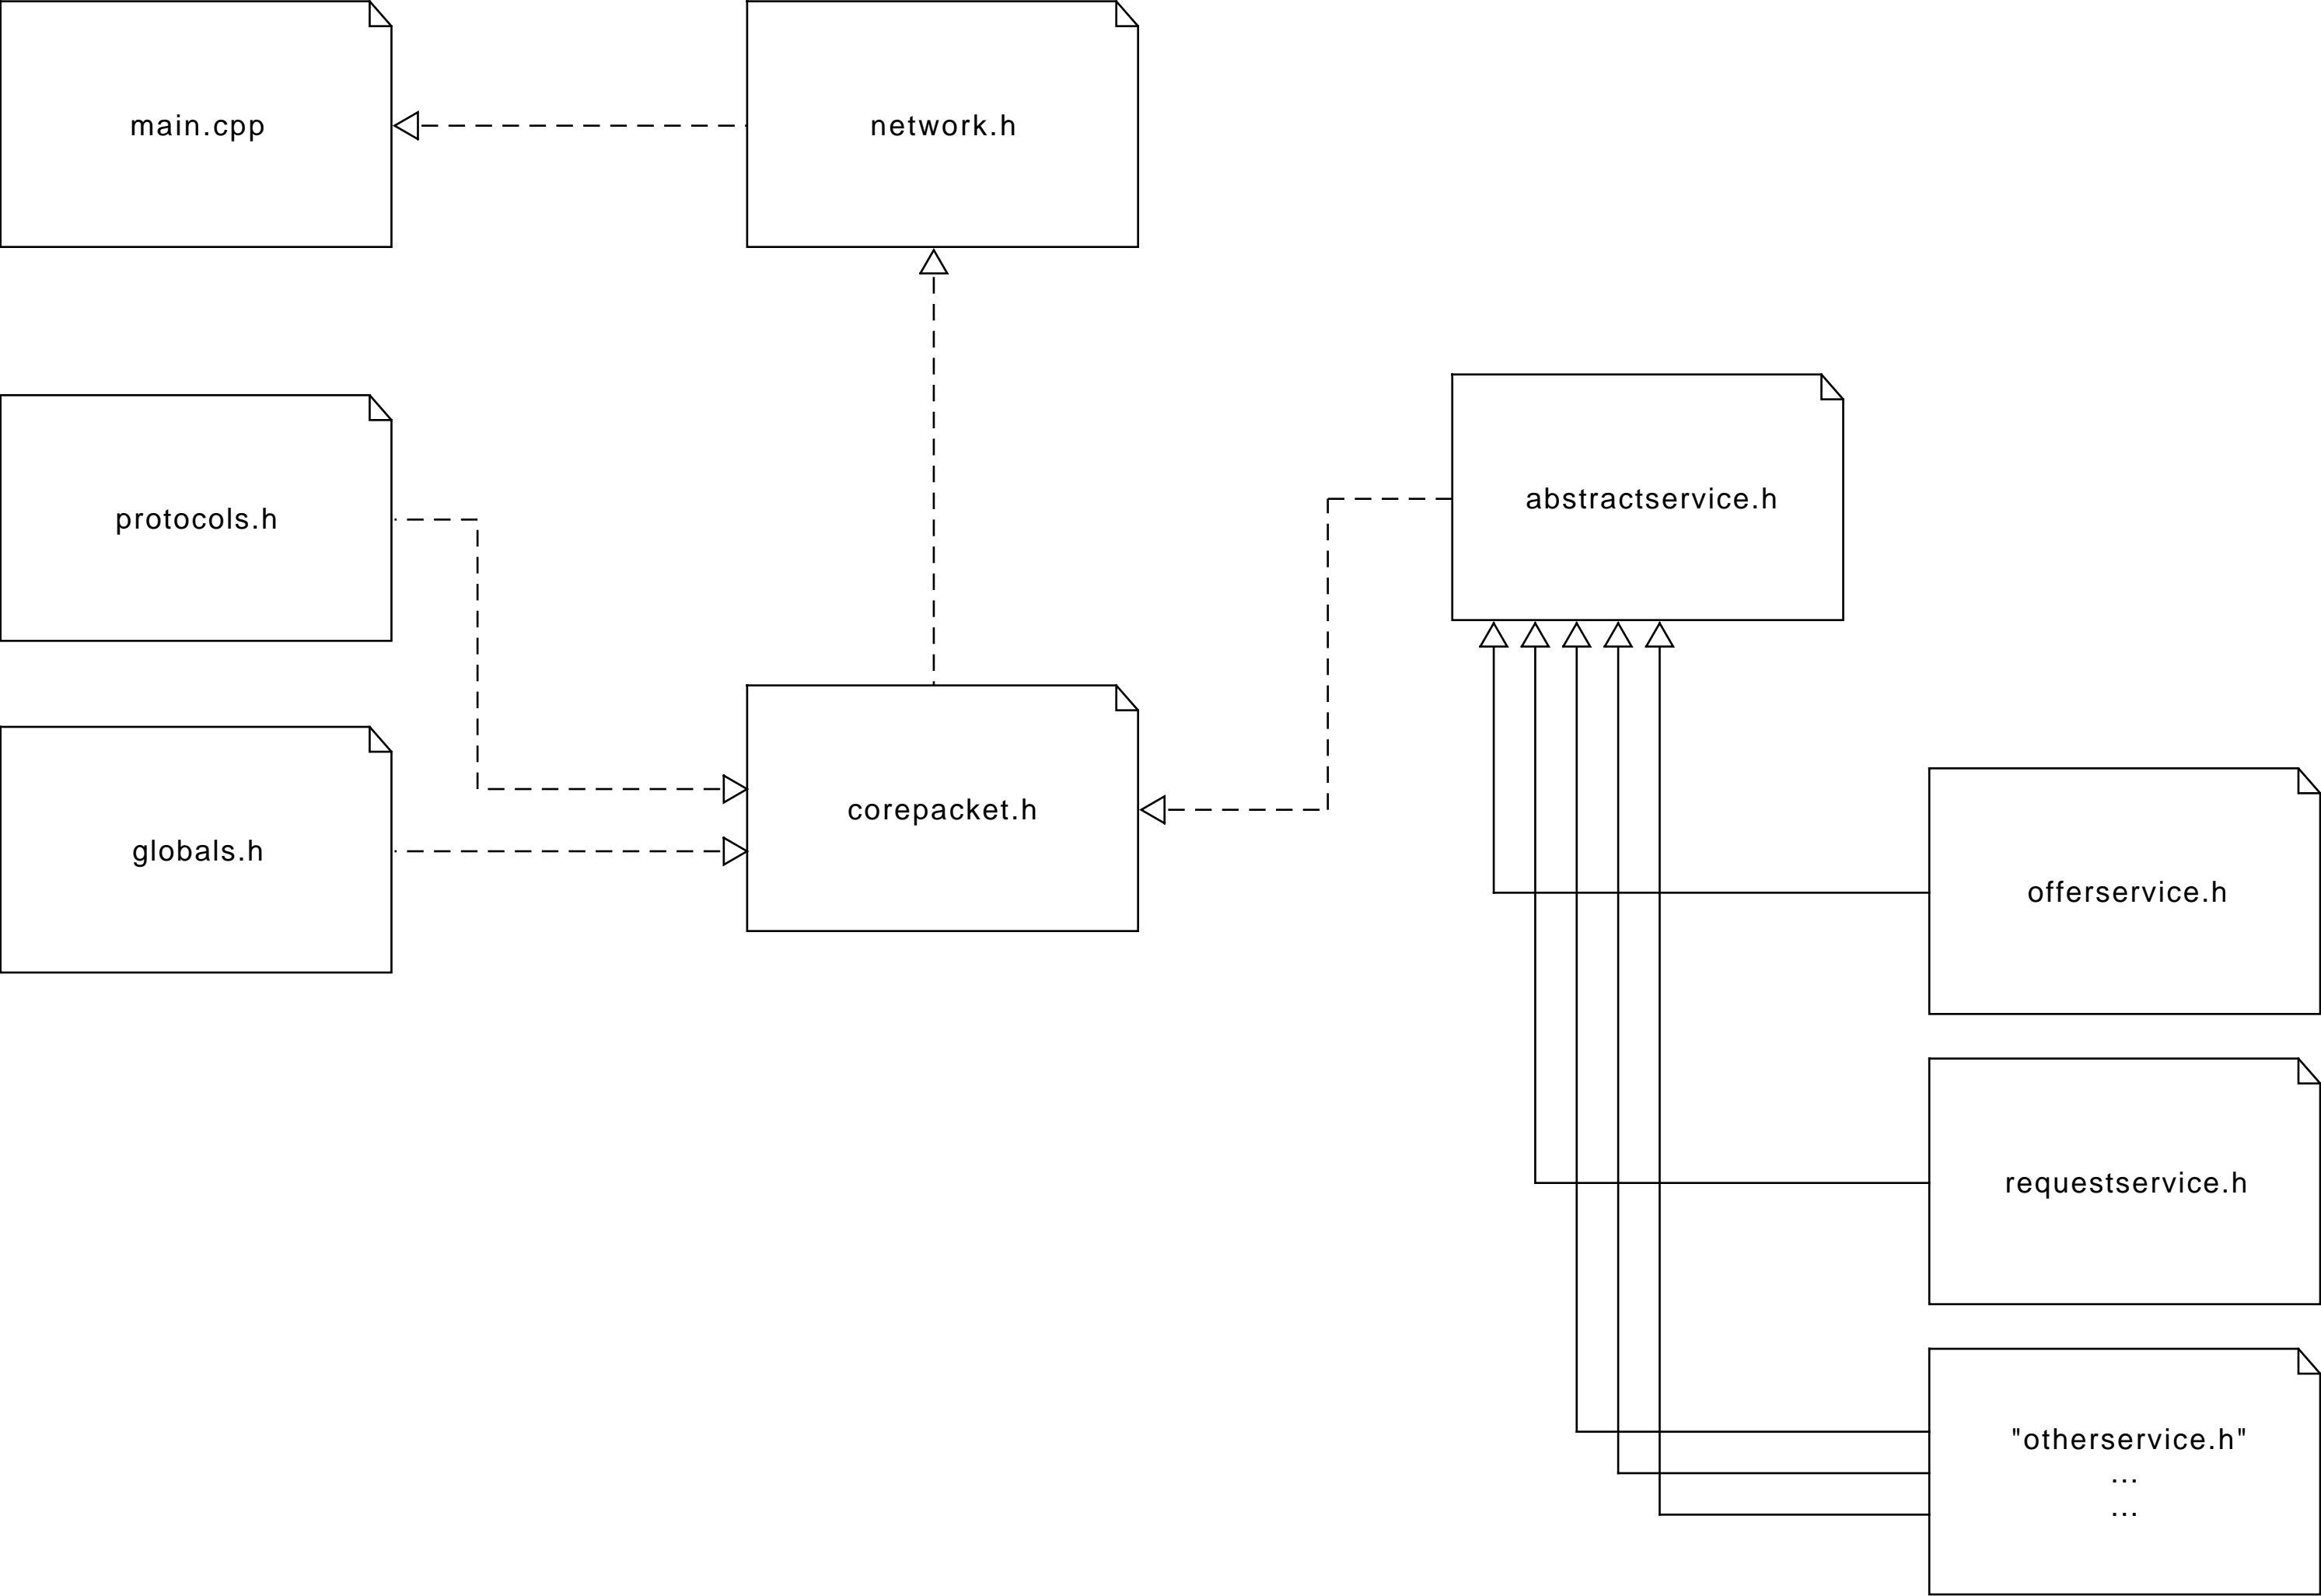 main.cpp
network.h
protocols.h
abstractservice.h
corepacket.h
globals.h
offerservice.h
requestservice.h
"otherservice.h"
...
...